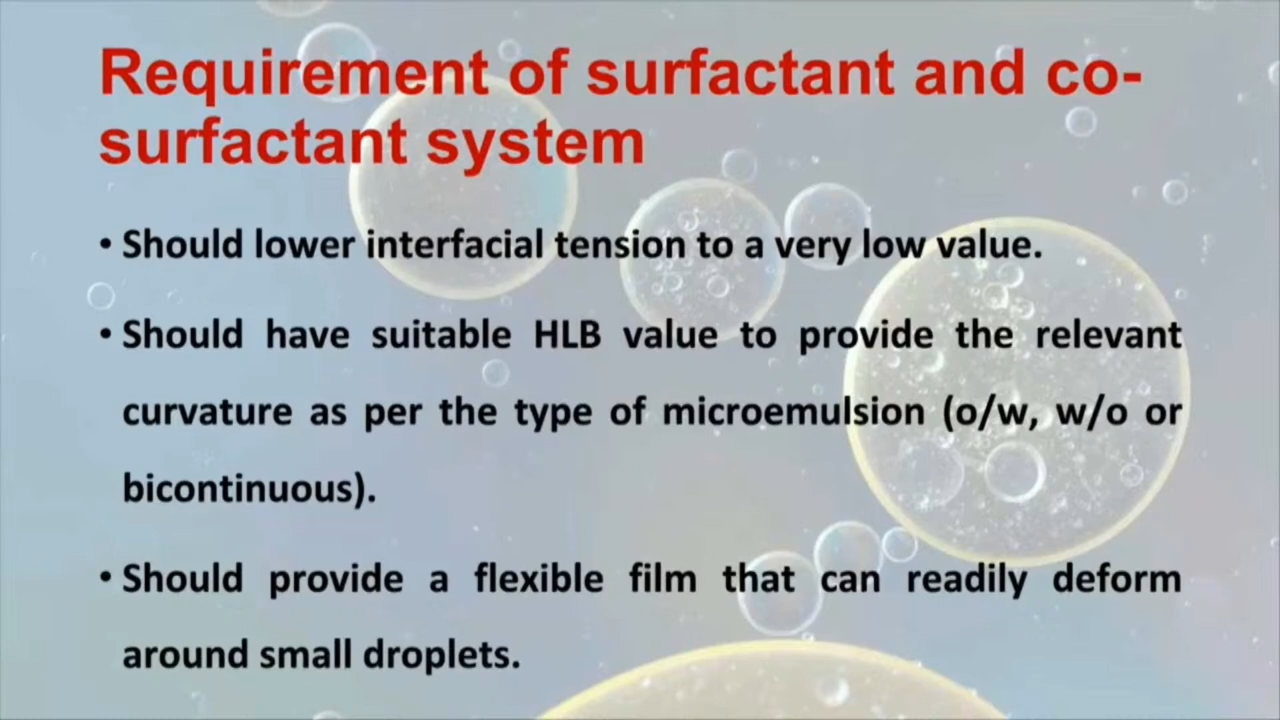 Requirement of surfactant and co-
surfactant system
• Should lower interfacial tension to a very low value.
• Should have suitable HLB value to provide the relevant
curvature as per the type of microemulsion (o/w, w/o or
bicontinuous).
• Should provide a flexible film that can readily deform
around small droplets.